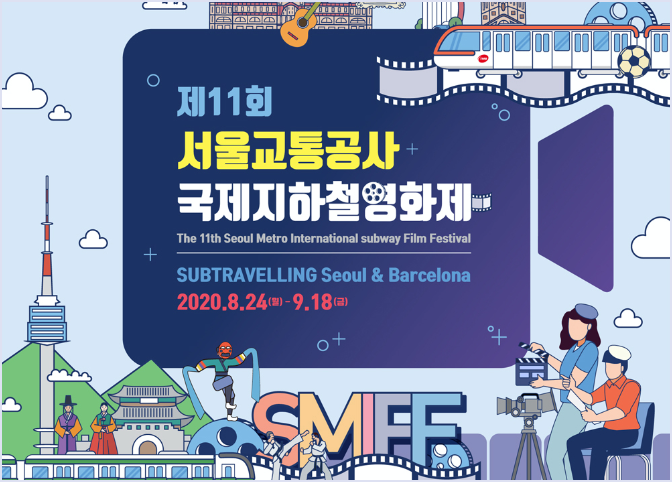 제11회
서울교통공사
국제지하철영화제
The 11th Seoul Metro International subway Film Festival
SUBTRAVELLING Seoul & Barcelona
2020.8.24(월) - 9.18(금)
SMIFF